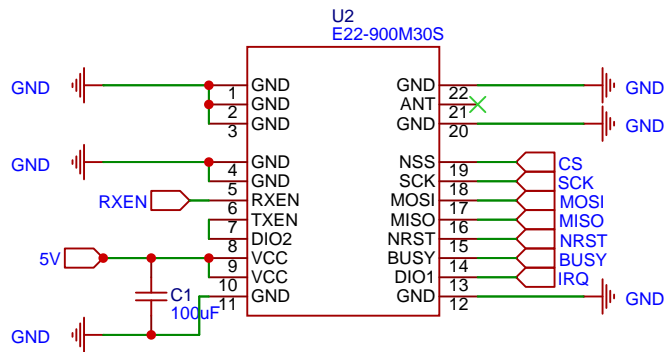 U2
E22-900M30S
GND
GND
1
GND
2
GND
3
GND
GND
4
GND
5
RXEN
RXEN
6
TXEN
7
DIO2
8
5V
VCC
9
VCC
10
GND
11
C1
100uF
GND
GND
22
GND
ANT
21
GND
20
GND
NSS
19
CS
SCK
18
SCK
MOSI
17
MOSI
MISO
16
MISO
NRST
15
NRST
BUSY
14
BUSY
DIO1
13
IRQ
GND
12
GND